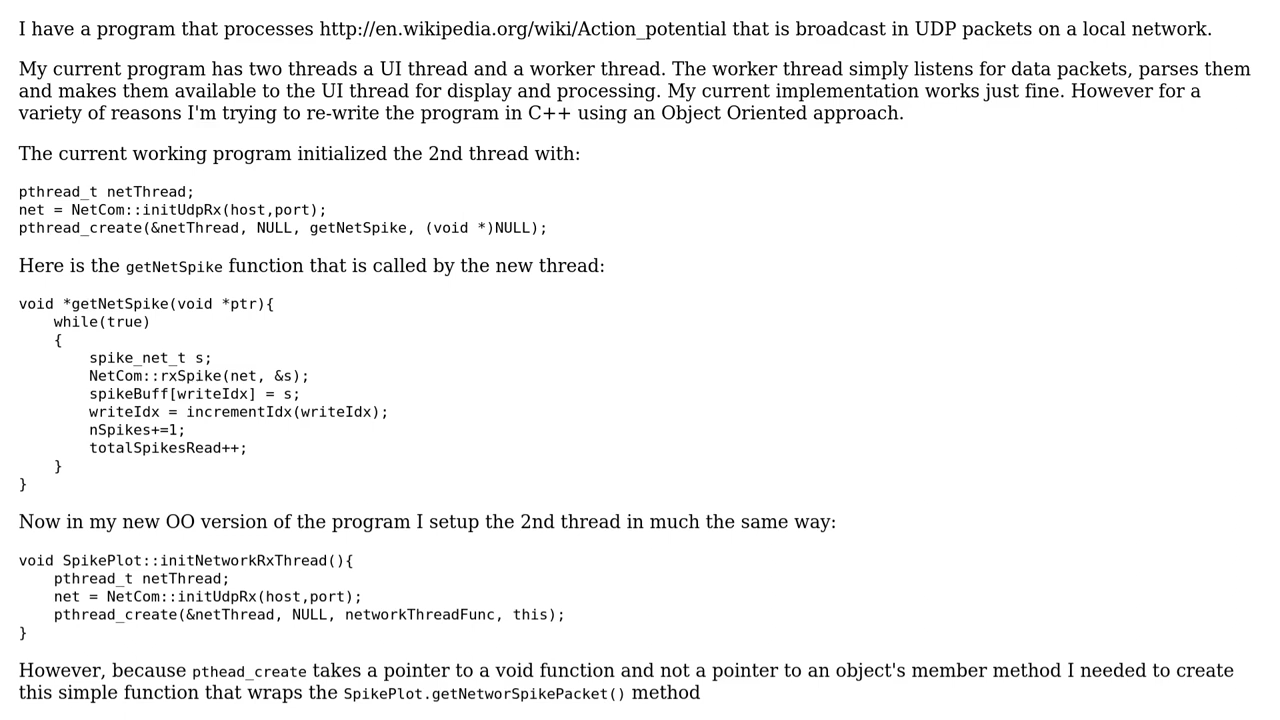 I have a program that processes http://en.wikipedia.org/wiki/Action_potential that is broadcast in UDP packets on a local network.
My current program has two threads a UI thread and a worker thread. The worker thread simply listens for data packets, parses them
and makes them available to the UI thread for display and processing. My current implementation works just fine. However for a
variety of reasons I'm trying to re-write the program in C++ using an Object Oriented approach.
The current working program initialized the 2nd thread with:
pthread_t netThread;
net = NetCom::initUdpRx(host,port);
pthread_create(&netThread, NULL, getNetSpike, (void *)NULL);
Here is the getNetSpike function that is called by the new thread:
void *getNetSpike(void *ptr){
    while(true)
    {
        spike_net_t s;
        NetCom::rxSpike(net, &s);
        spikeBuff[writeIdx] = s;
        writeIdx = incrementIdx(writeIdx);
        nSpikes+=1;
        totalSpikesRead++;
    }
}
Now in my new OO version of the program I setup the 2nd thread in much the same way:
void SpikePlot::initNetworkRxThread(){
    pthread_t netThread;
    net = NetCom::initUdpRx(host,port);
    pthread_create(&netThread, NULL, networkThreadFunc, this);
}
However, because pthead_create takes a pointer to a void function and not a pointer to an object's member method I needed to create
this simple function that wraps the SpikePlot.getNetworSpikePacket() method